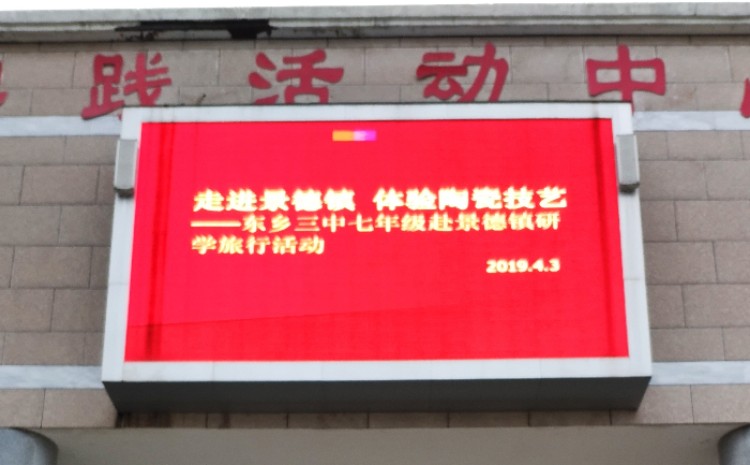 践活动中心
走进景德镇 体验陶瓷技艺
——东乡三中七年级赴景德镇研
学旅行活动
2019.4.3